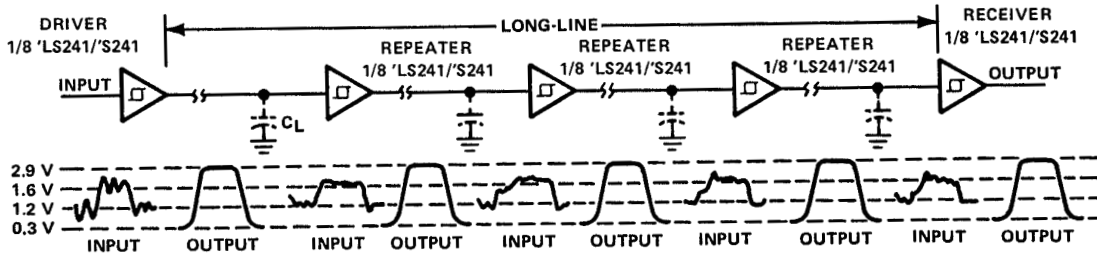 DRIVER
1/8 'LS241/'S241
LONG-LINE
RECEIVER
1/8 'LS241/'S241
REPEATER
1/8 'LS241/'S241
REPEATER
1/8 'LS241/'S241
REPEATER
1/8 'LS241/'S241
INPUT
OUTPUT
CL
2.9 V
1.6 V
1.2 V
0.3 V
INPUT OUTPUT INPUT OUTPUT INPUT OUTPUT INPUT OUTPUT INPUT OUTPUT